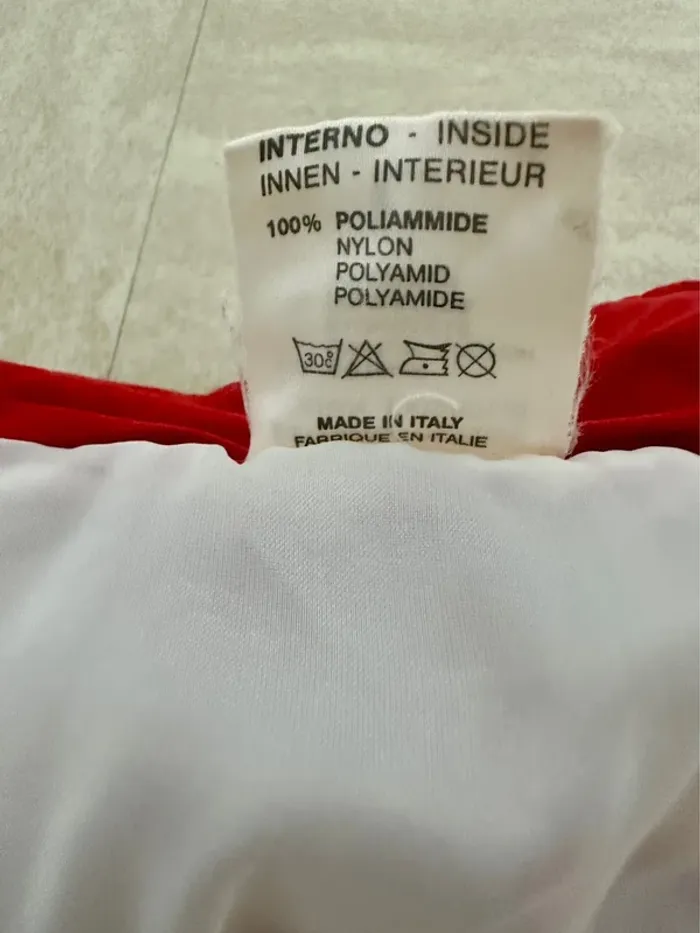 INTERNO - INSIDE
INNEN - INTERIEUR
100% POLIAMMIDE
NYLON
POLYAMID
POLYAMIDE
30°C
MADE IN ITALY
FABRIQUE EN ITALIE